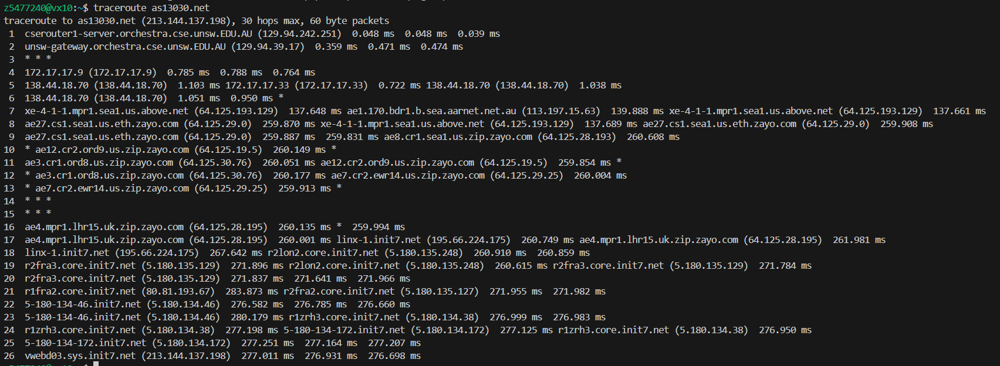 z5477240@vx10:~$ traceroute as13030.net
traceroute to as13030.net (213.144.137.198), 30 hops max, 60 byte packets
 1  cserouter1-server.orchestra.cse.unsw.EDU.AU (129.94.242.251)  0.048 ms  0.048 ms  0.039 ms
 2  unsw-gateway.orchestra.cse.unsw.EDU.AU (129.94.39.17)  0.359 ms  0.471 ms  0.474 ms
 3  * * *
 4  172.17.17.9 (172.17.17.9)  0.785 ms  0.788 ms  0.764 ms
 5  138.44.18.70 (138.44.18.70)  1.103 ms 172.17.17.33 (172.17.17.33)  0.722 ms 138.44.18.70 (138.44.18.70)  1.038 ms
 6  138.44.18.70 (138.44.18.70)  1.051 ms  0.950 ms *
 7  xe-4-1-1.mpr1.sea1.us.above.net (64.125.193.129)  137.648 ms ae1.170.bdr1.b.sea.aarnet.net.au (113.197.15.63)  139.888 ms xe-4-1-1.mpr1.sea1.us.above.net (64.125.193.129)  137.661 ms
 8  ae27.cs1.sea1.us.eth.zayo.com (64.125.29.0)  259.870 ms xe-4-1-1.mpr1.sea1.us.above.net (64.125.193.129)  137.689 ms ae27.cs1.sea1.us.eth.zayo.com (64.125.29.0)  259.908 ms
 9  ae27.cs1.sea1.us.eth.zayo.com (64.125.29.0)  259.887 ms  259.831 ms ae8.cr1.sea1.us.zip.zayo.com (64.125.28.193)  260.608 ms
10  * ae12.cr2.ord9.us.zip.zayo.com (64.125.19.5)  260.149 ms *
11  ae3.cr1.ord8.us.zip.zayo.com (64.125.30.76)  260.051 ms ae12.cr2.ord9.us.zip.zayo.com (64.125.19.5)  259.854 ms *
12  * ae3.cr1.ord8.us.zip.zayo.com (64.125.30.76)  260.177 ms ae7.cr2.ewr14.us.zip.zayo.com (64.125.29.25)  260.004 ms
13  * ae7.cr2.ewr14.us.zip.zayo.com (64.125.29.25)  259.913 ms *
14  * * *
15  * * *
16  ae4.mpr1.lhr15.uk.zip.zayo.com (64.125.28.195)  260.135 ms *  259.994 ms
17  ae4.mpr1.lhr15.uk.zip.zayo.com (64.125.28.195)  260.001 ms linx-1.init7.net (195.66.224.175)  260.749 ms ae4.mpr1.lhr15.uk.zip.zayo.com (64.125.28.195)  261.981 ms
18  linx-1.init7.net (195.66.224.175)  267.642 ms r2lon2.core.init7.net (5.180.135.248)  260.910 ms  260.859 ms
19  r2fra3.core.init7.net (5.180.135.129)  271.896 ms r2lon2.core.init7.net (5.180.135.248)  260.615 ms r2fra3.core.init7.net (5.180.135.129)  271.784 ms
20  r2fra3.core.init7.net (5.180.135.129)  271.837 ms  271.641 ms  271.966 ms
21  r1fra2.core.init7.net (80.81.193.67)  283.873 ms r2fra2.core.init7.net (5.180.135.127)  271.955 ms  271.982 ms
22  5-180-134-46.init7.net (5.180.134.46)  276.582 ms  276.785 ms  276.660 ms
23  5-180-134-46.init7.net (5.180.134.46)  280.179 ms r1zrh3.core.init7.net (5.180.134.38)  276.999 ms  276.983 ms
24  r1zrh3.core.init7.net (5.180.134.38)  277.198 ms 5-180-134-172.init7.net (5.180.134.172)  277.125 ms r1zrh3.core.init7.net (5.180.134.38)  276.950 ms
25  5-180-134-172.init7.net (5.180.134.172)  277.251 ms  277.164 ms  277.207 ms
26  vwebd03.sys.init7.net (213.144.137.198)  277.011 ms  276.931 ms  276.698 ms